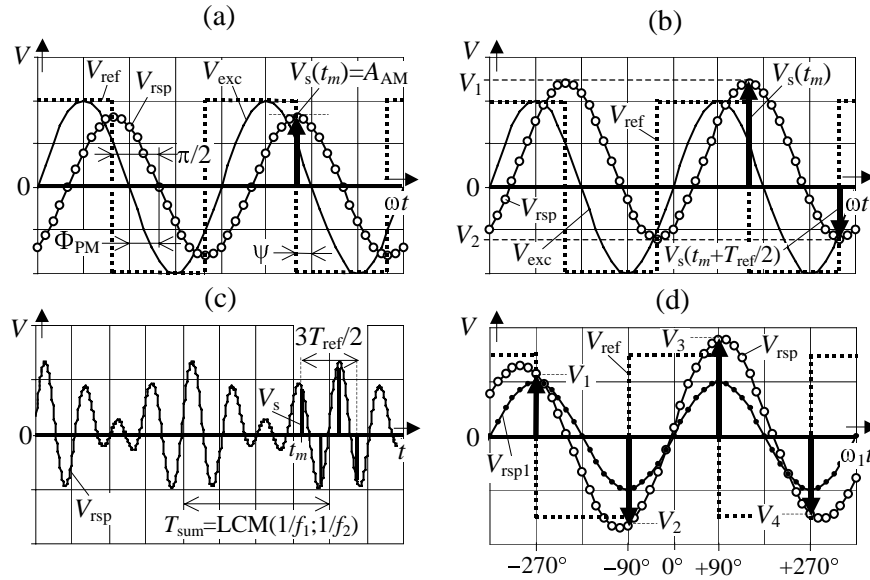 (a)
V
V_ref
V_rsp
V_exc
V_s(t_m)=A_AM
π/2
0
ωt
Φ_PM
ψ
(b)
V
V_1
V_s(t_m)
V_ref
0
ωt
V_rsp
V_2
V_exc
V_s(t_m+T_ref/2)
(c)
V
3T_ref/2
V_s
0
t_m
t
V_rsp
T_sum=LCM(1/f_1;1/f_2)
(d)
V
V_ref
V_3
V_rsp
V_1
0
ω_1t
V_rsp1
V_2
V_4
−270° −90° 0° +90° +270°